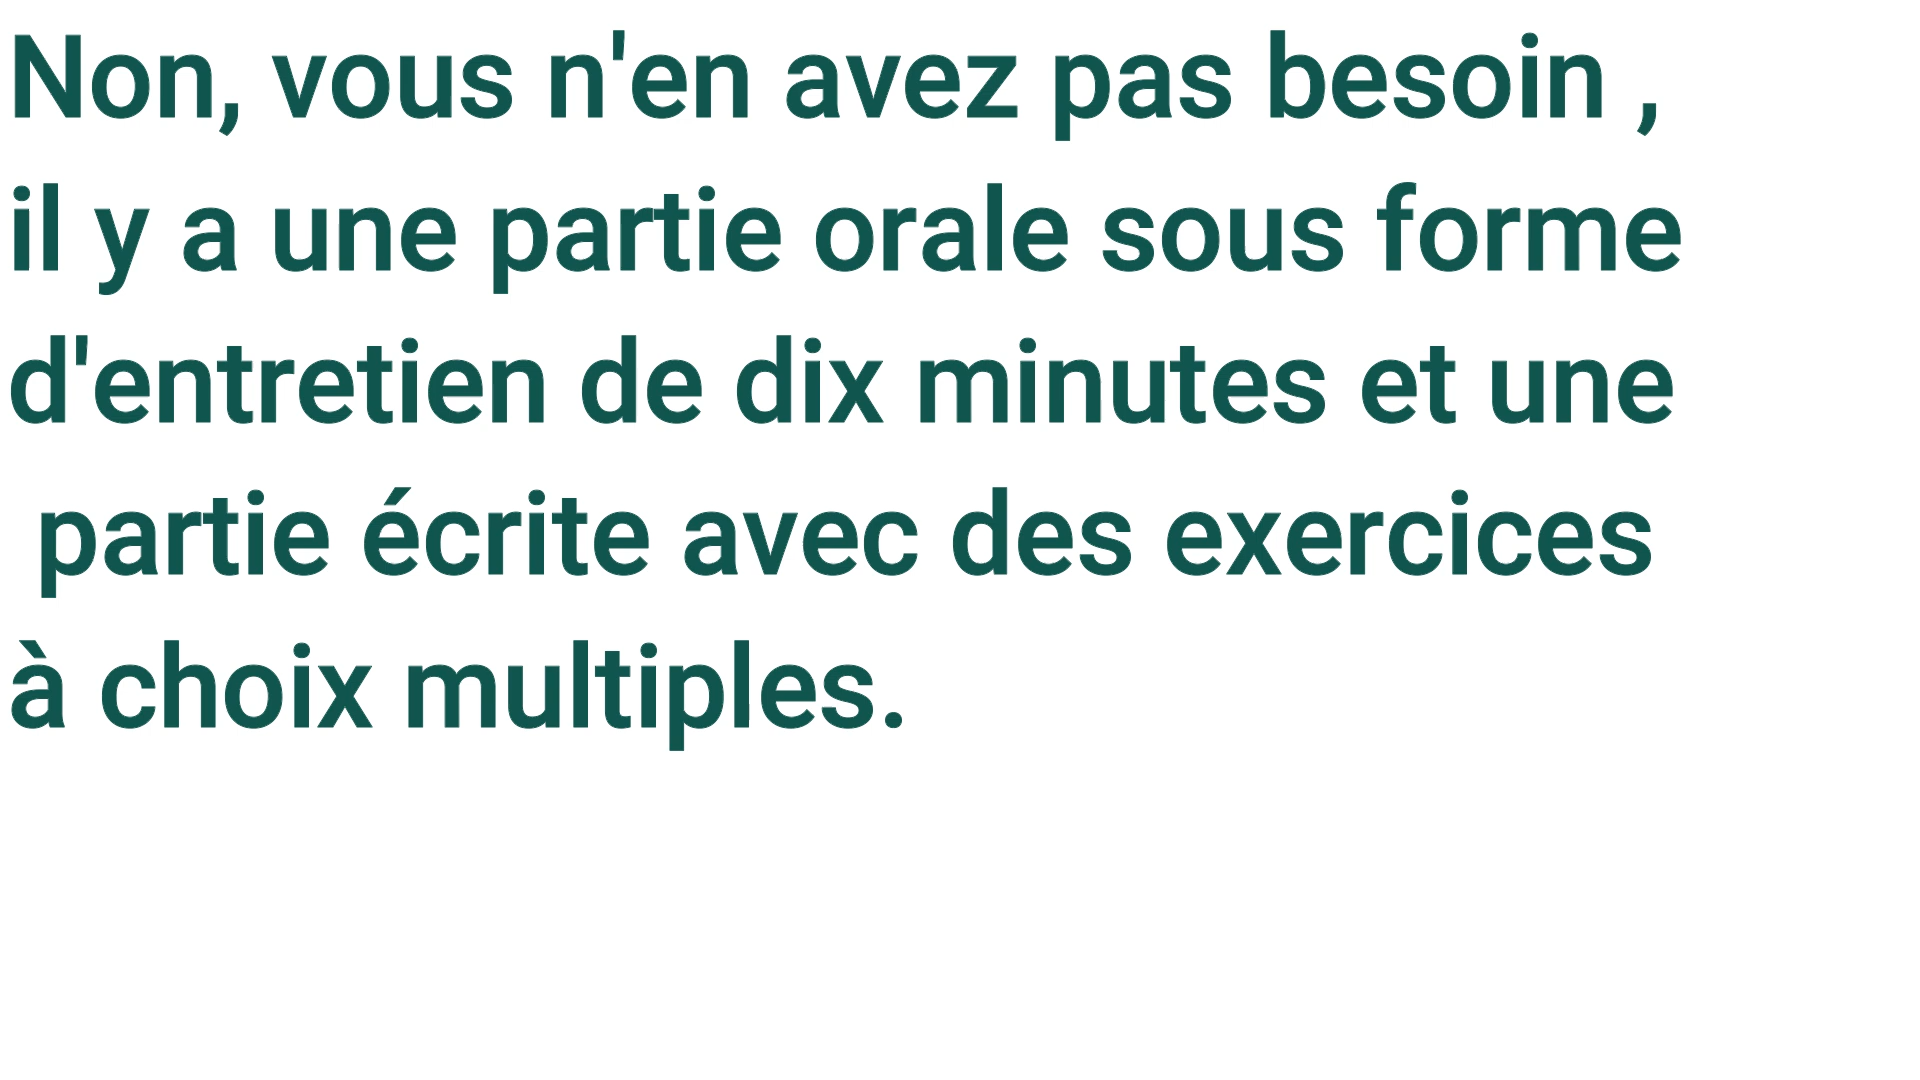 Non, vous n'en avez pas besoin ,
il y a une partie orale sous forme
d'entretien de dix minutes et une
partie écrite avec des exercices
à choix multiples.